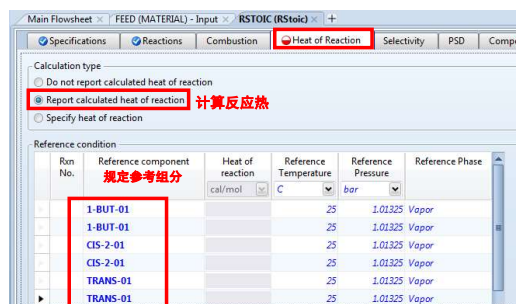 Main Flowsheet × FEED (MATERIAL) - Input × RSTOIC (RStoic) × +
Specifications Reactions Combustion Heat of Reaction Selectivity PSD Compo
Calculation type
Do not report calculated heat of reaction
Report calculated heat of reaction 计算反应热
Specify heat of reaction
Reference condition
Rxn No. Reference component Heat of reaction Reference Temperature Reference Pressure Reference Phase
规定参考组分
cal/mol C bar
1-BUT-01 25 1.01325 Vapor
1-BUT-01 25 1.01325 Vapor
CIS-2-01 25 1.01325 Vapor
CIS-2-01 25 1.01325 Vapor
TRANS-01 25 1.01325 Vapor
TRANS-01 25 1.01325 Vapor